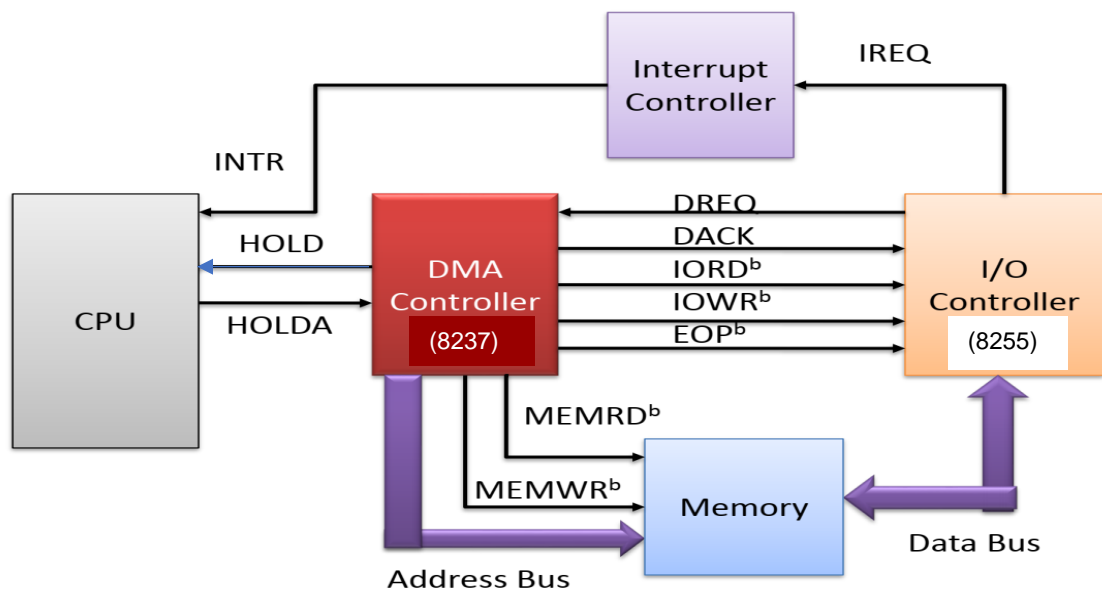 Interrupt
Controller
IREQ
INTR
CPU
HOLD
HOLDA
DMA
Controller
(8237)
DREQ
DACK
IORDᵇ
IOWRᵇ
EOPᵇ
I/O
Controller
(8255)
MEMRDᵇ
MEMWRᵇ
Memory
Address Bus
Data Bus